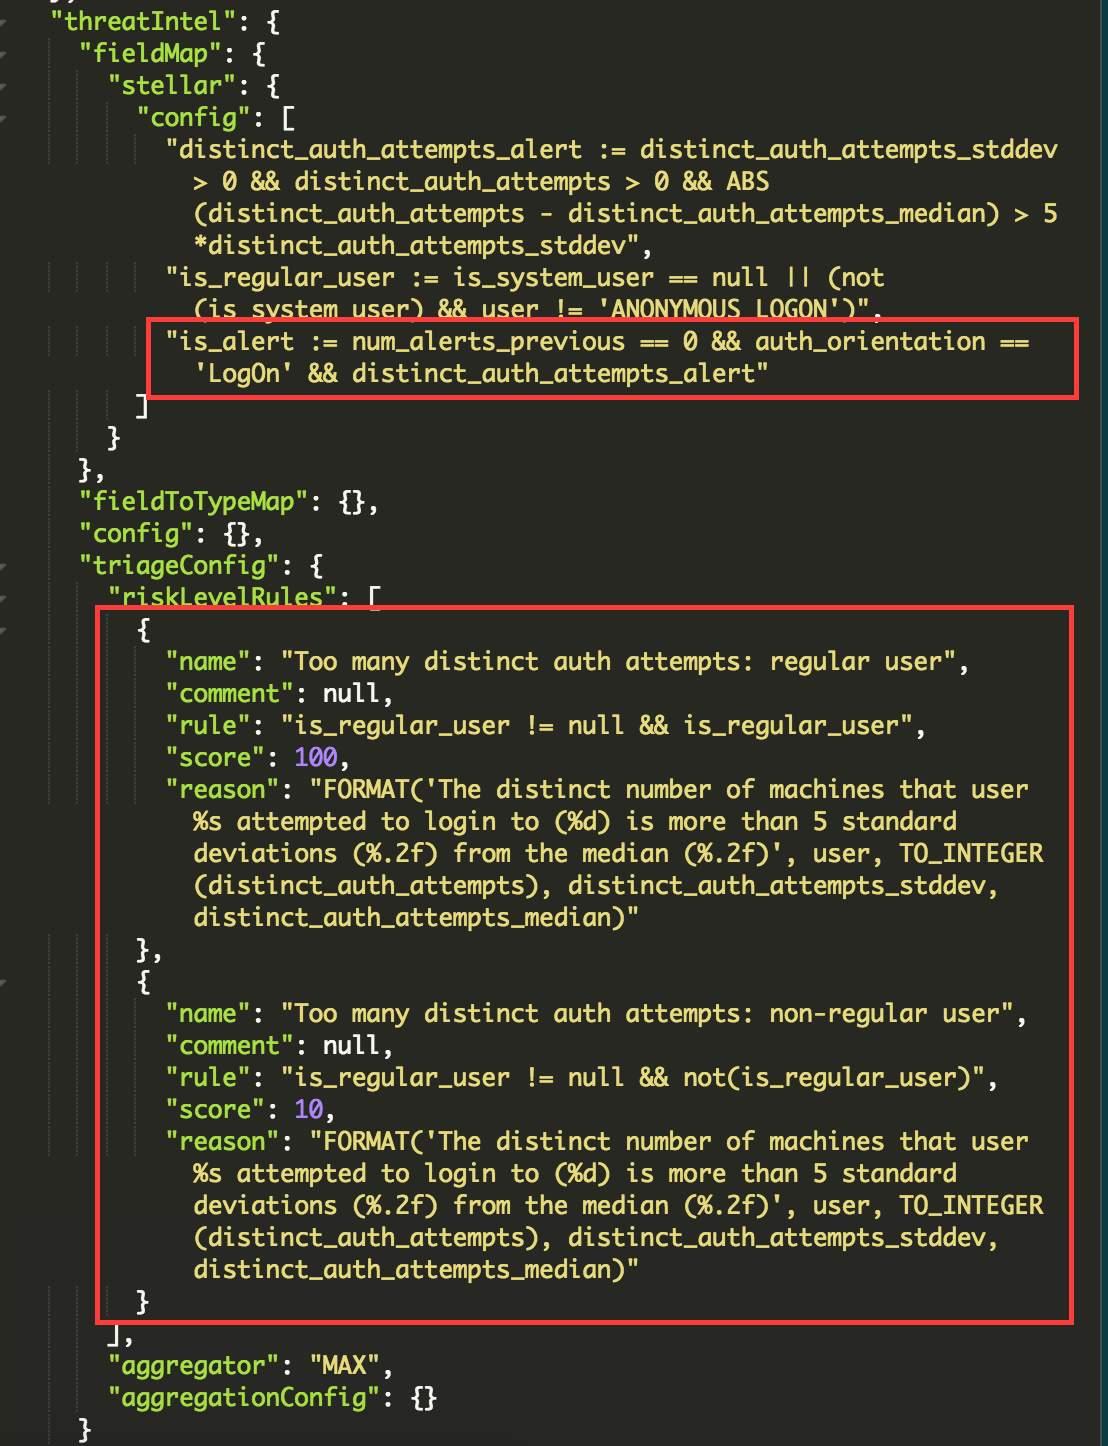 "threatIntel": {
"fieldMap": {
"stellar": {
"config": [
"distinct_auth_attempts_alert := distinct_auth_attempts_stddev
> 0 && distinct_auth_attempts > 0 && ABS
(distinct_auth_attempts - distinct_auth_attempts_median) > 5
*distinct_auth_attempts_stddev",
"is_regular_user := is_system_user == null || (not
(is_system_user) && user != 'ANONYMOUS LOGON')",
"is_alert := num_alerts_previous == 0 && auth_orientation ==
'LogOn' && distinct_auth_attempts_alert"
]
}
},
"fieldToTypeMap": {},
"config": {},
"triageConfig": {
"riskLevelRules": [
{
"name": "Too many distinct auth attempts: regular user",
"comment": null,
"rule": "is_regular_user != null && is_regular_user",
"score": 100,
"reason": "FORMAT('The distinct number of machines that user
%s attempted to login to (%d) is more than 5 standard
deviations (%.2f) from the median (%.2f)', user, TO_INTEGER
(distinct_auth_attempts), distinct_auth_attempts_stddev,
distinct_auth_attempts_median)"
},
{
"name": "Too many distinct auth attempts: non-regular user",
"comment": null,
"rule": "is_regular_user != null && not(is_regular_user)",
"score": 10,
"reason": "FORMAT('The distinct number of machines that user
%s attempted to login to (%d) is more than 5 standard
deviations (%.2f) from the median (%.2f)', user, TO_INTEGER
(distinct_auth_attempts), distinct_auth_attempts_stddev,
distinct_auth_attempts_median)"
}
],
"aggregator": "MAX",
"aggregationConfig": {}
}